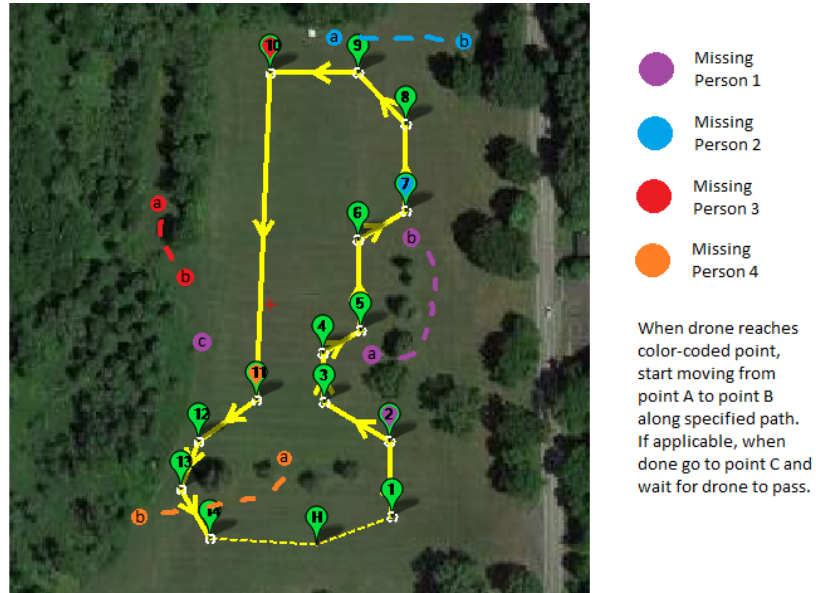 10
a
9
b
8
7
6
b
a
b
5
4
c
a
11
3
12
2
13
a
1
b
14
H
Missing
Person 1
Missing
Person 2
Missing
Person 3
Missing
Person 4
When drone reaches
color-coded point,
start moving from
point A to point B
along specified path.
If applicable, when
done go to point C and
wait for drone to pass.